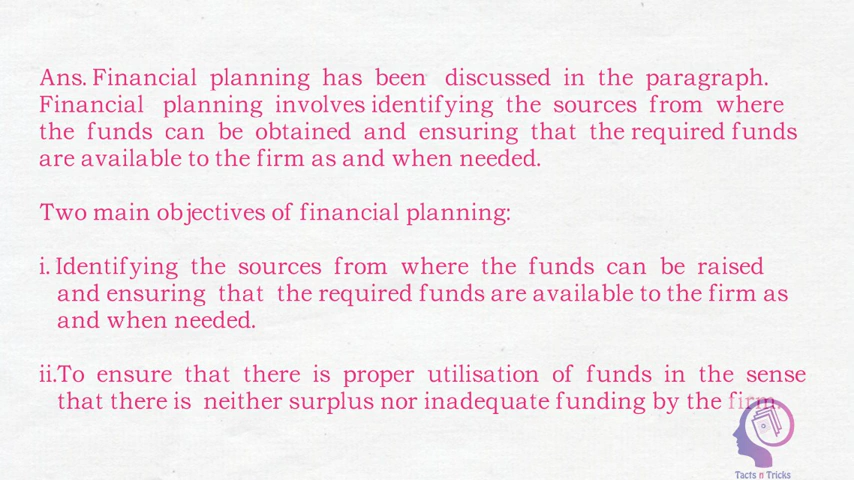 Ans. Financial planning has been discussed in the paragraph.
Financial planning involves identifying the sources from where
the funds can be obtained and ensuring that the required funds
are available to the firm as and when needed.
Two main objectives of financial planning:
i. Identifying the sources from where the funds can be raised
and ensuring that the required funds are available to the firm as
and when needed.
ii.To ensure that there is proper utilisation of funds in the sense
that there is neither surplus nor inadequate funding by the firm.
Tacts n Tricks